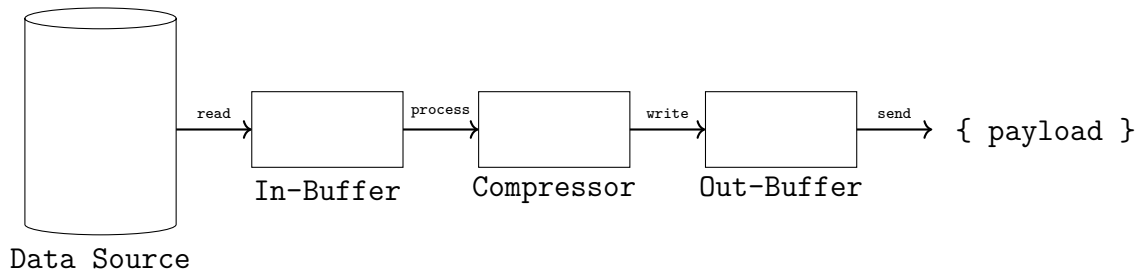 read
process
write
send
{ payload }
In-Buffer
Compressor
Out-Buffer
Data Source